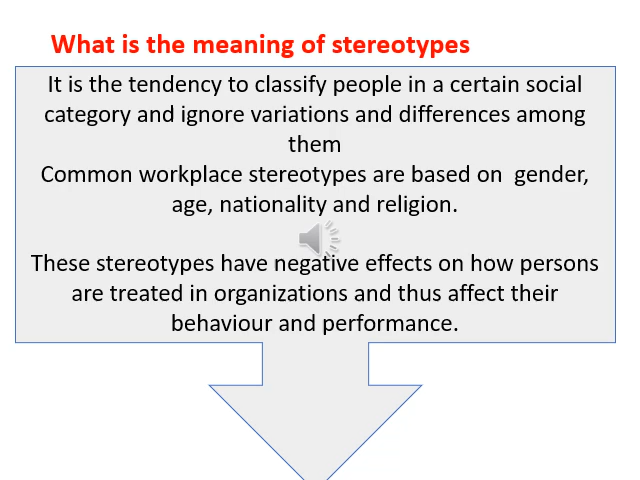 What is the meaning of stereotypes
It is the tendency to classify people in a certain social
category and ignore variations and differences among
them
Common workplace stereotypes are based on  gender,
age, nationality and religion.
These stereotypes have negative effects on how persons
are treated in organizations and thus affect their
behaviour and performance.